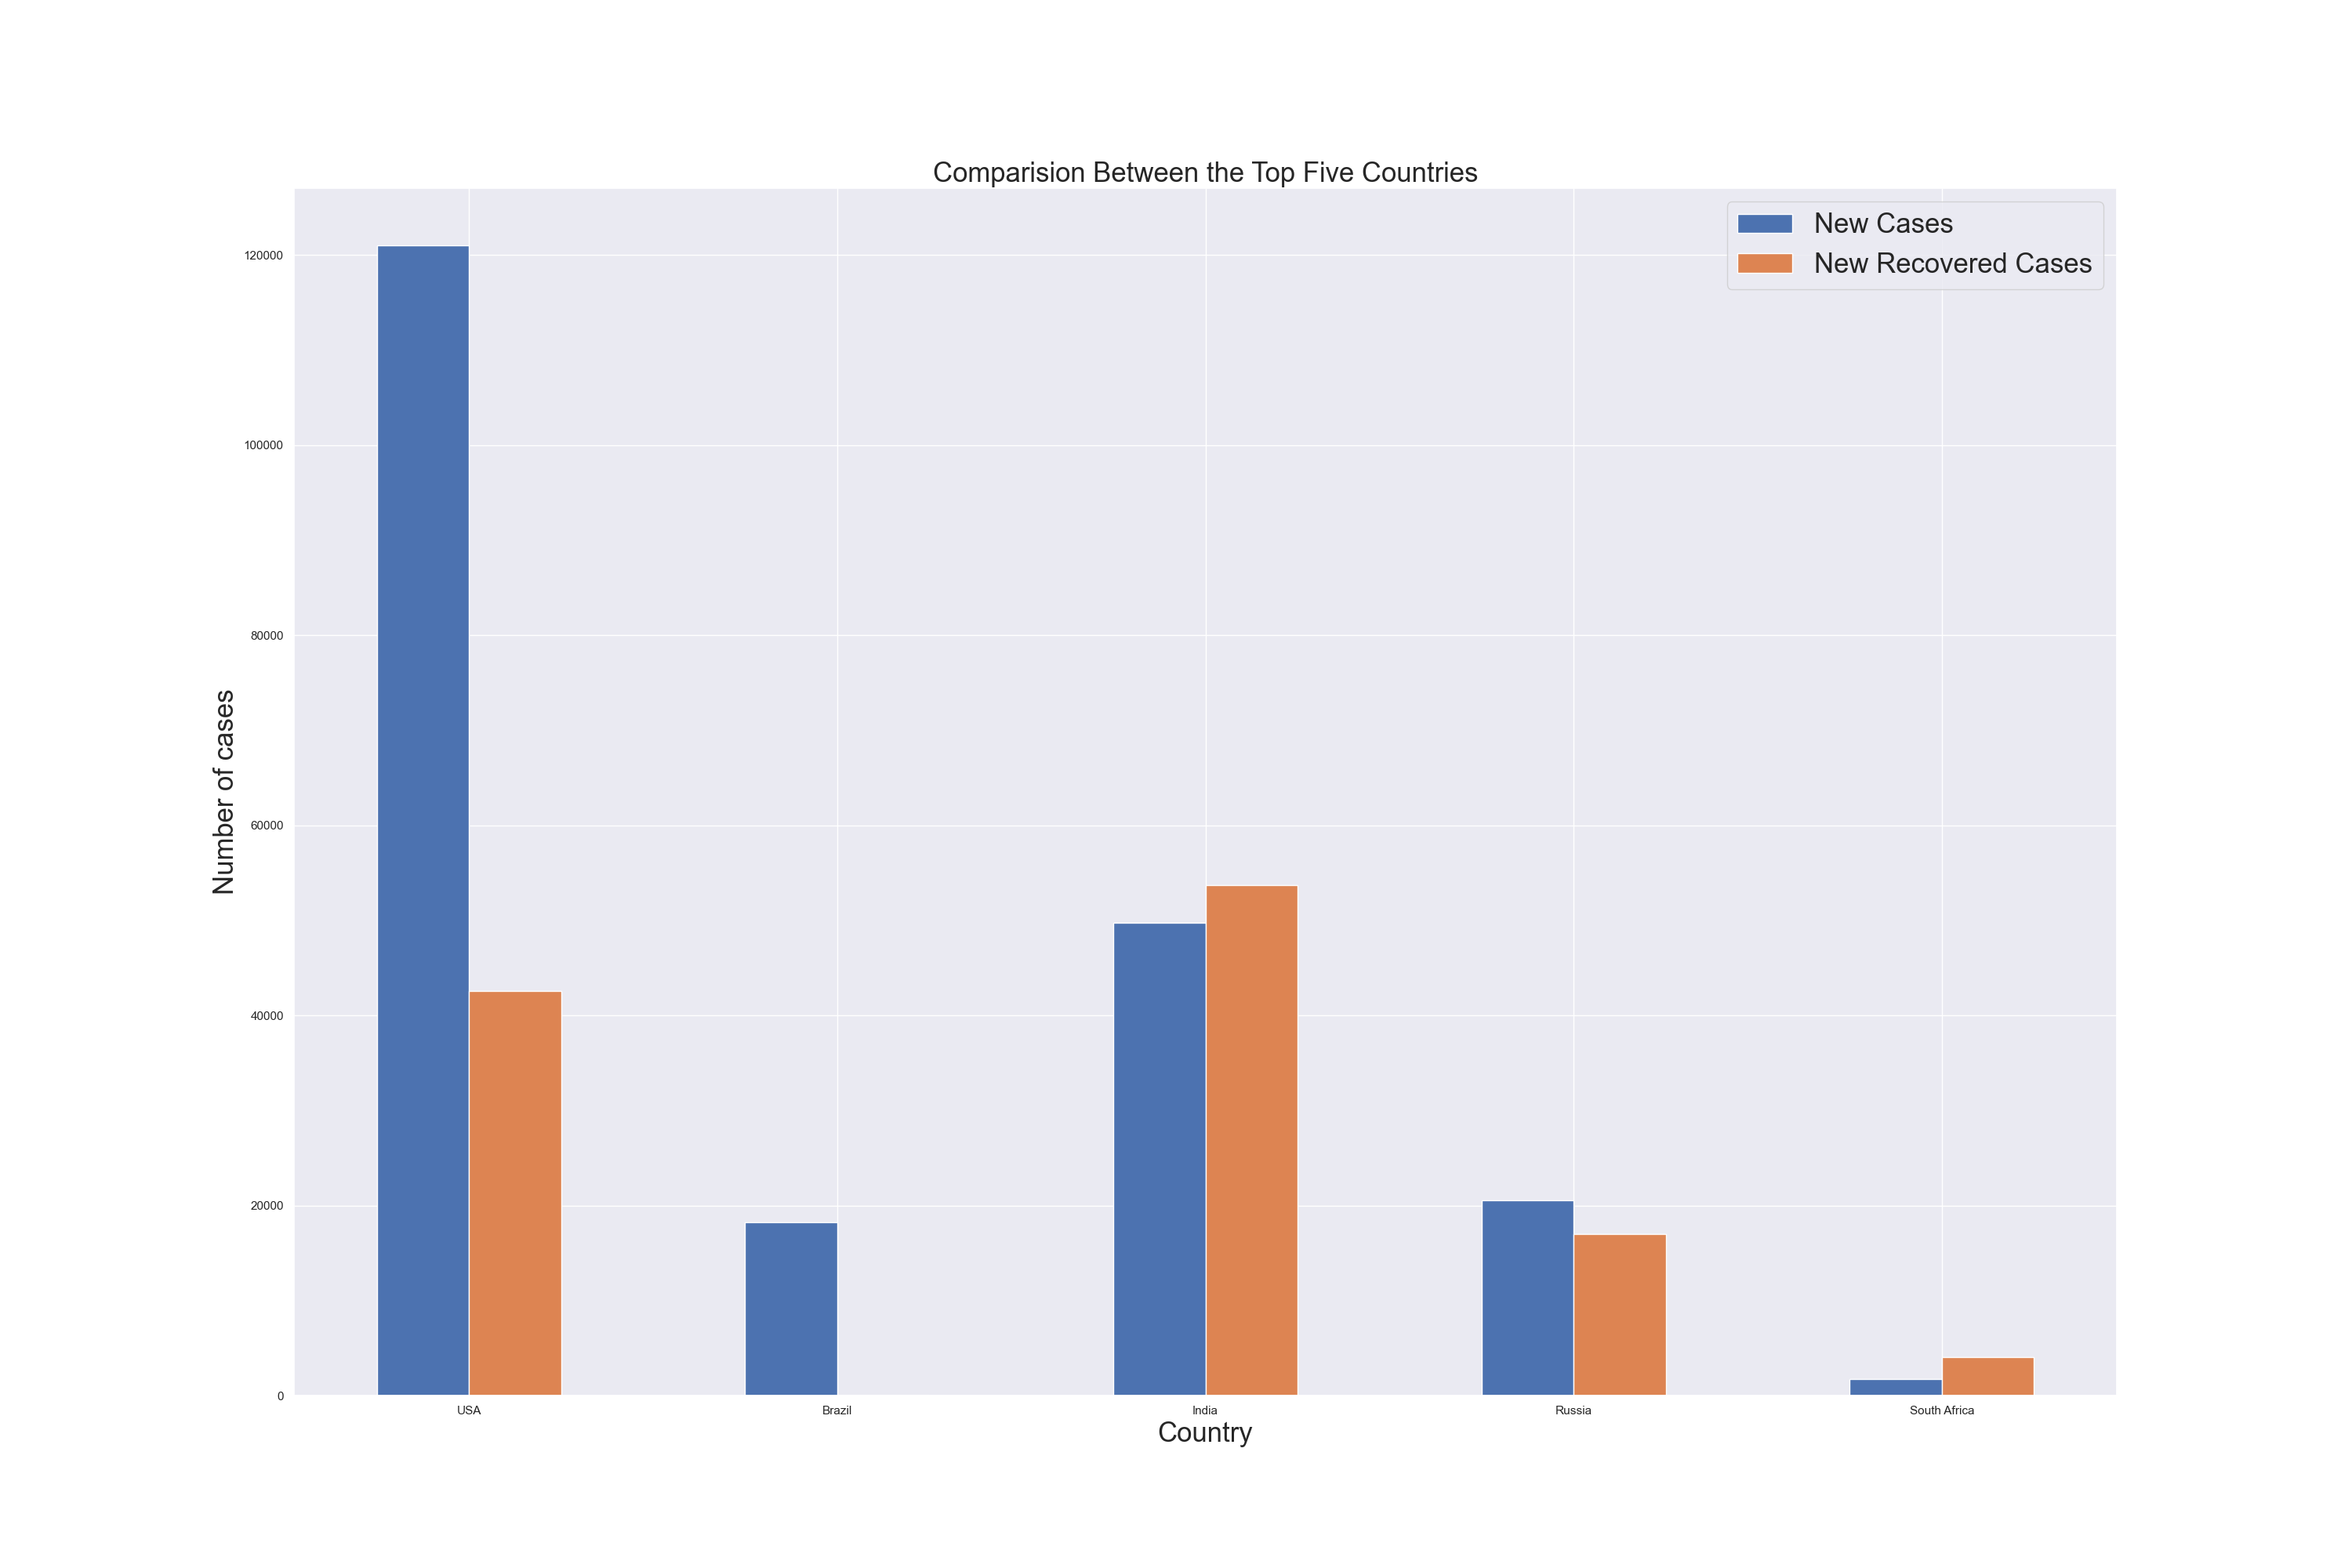 Comparision Between the Top Five Countries
New Cases
New Recovered Cases
120000
100000
80000
60000
40000
20000
0
Number of cases
USA
Brazil
India
Russia
South Africa
Country